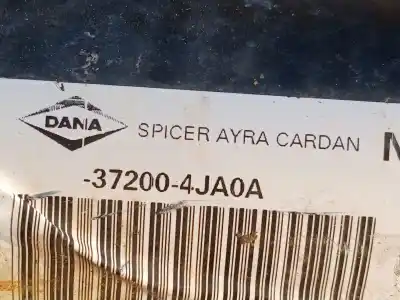 DANA
SPICER AYRA CARDAN N
-37200-4JA0A